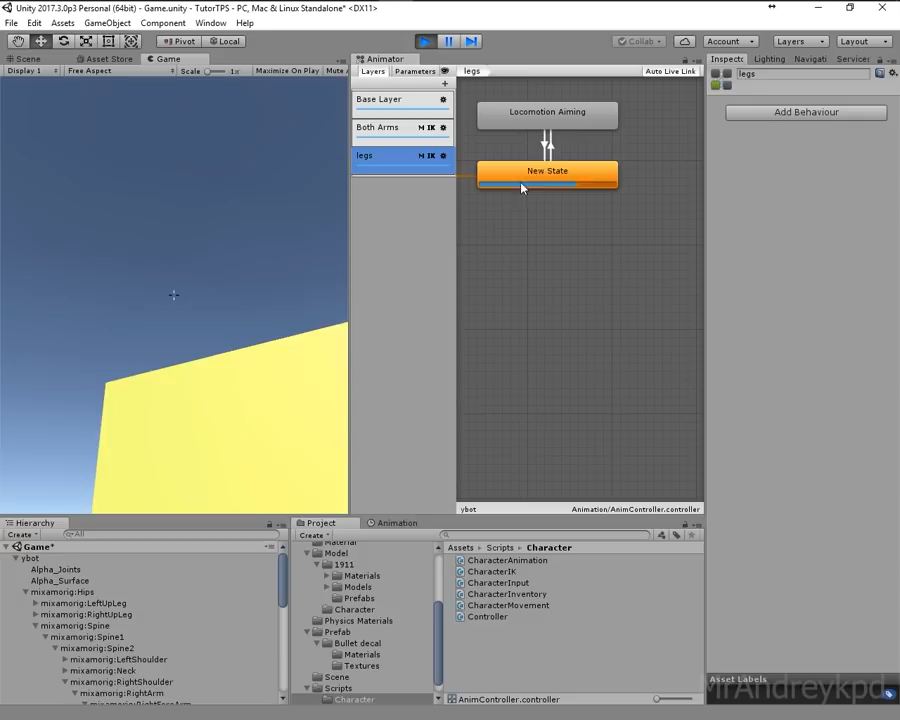 Unity 2017.3.0p3 Personal (64bit) - Game.unity - TutorTPS - PC, Mac & Linux Standalone* <DX11>
File Edit Assets GameObject Component Window Help
Pivot Local Collab Account Layers Layout
Scene Asset Store Game Animator Inspecto Lighting Navigati Services
Display 1 Free Aspect Scale 1x Maximize On Play Mute Layers Parameters legs Auto Live Link legs
Base Layer
Both Arms M IK
legs M IK
Locomotion Aiming
New State
Add Behaviour
ybot Animation/AnimController.controller
Hierarchy Project Animation
Create All Create
Game*
ybot
Alpha_Joints
Alpha_Surface
mixamorig:Hips
mixamorig:LeftUpLeg
mixamorig:RightUpLeg
mixamorig:Spine
mixamorig:Spine1
mixamorig:Spine2
mixamorig:LeftShoulder
mixamorig:Neck
mixamorig:RightShoulder
mixamorig:RightArm
Material
Model
1911
Materials
Models
Prefabs
Character
Physics Materials
Prefab
Bullet decal
Materials
Textures
Scene
Scripts
Character
Assets Scripts Character
CharacterAnimation
CharacterIK
CharacterInput
CharacterInventory
CharacterMovement
Controller
AnimController.controller
Asset Labels
MrAndreykpd